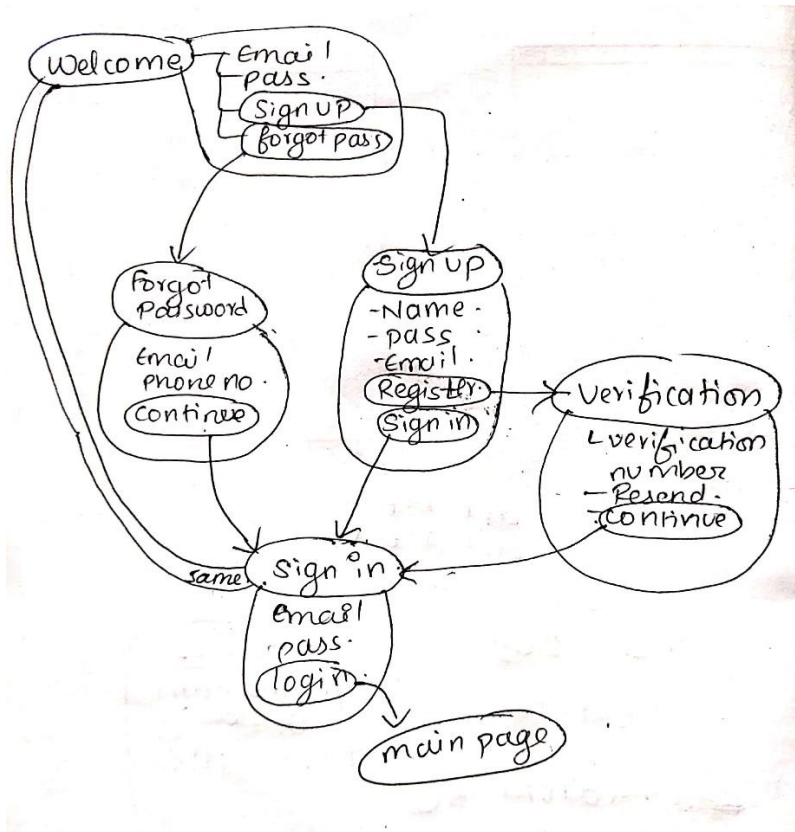 Welcome
Email
pass.
Sign UP
forgot pass
Forgot
Password
Email
phone no.
Continue
Sign UP
-Name.
-pass.
-Email.
Register.
Sign in
Verification
verification
number
-Resend.
-Continue
same
Sign in
email
pass.
login.
main page